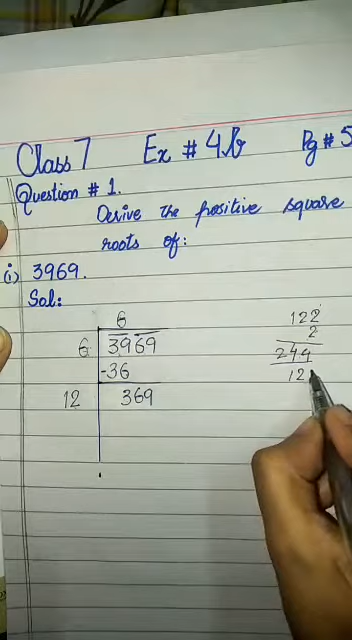 Class 7 Ex # 4.b Pg # 5
Question # 1.
Derive the positive square
roots of:
i) 3969.
Sol:
6
6 3969
-36
12 369
122
2
244
12